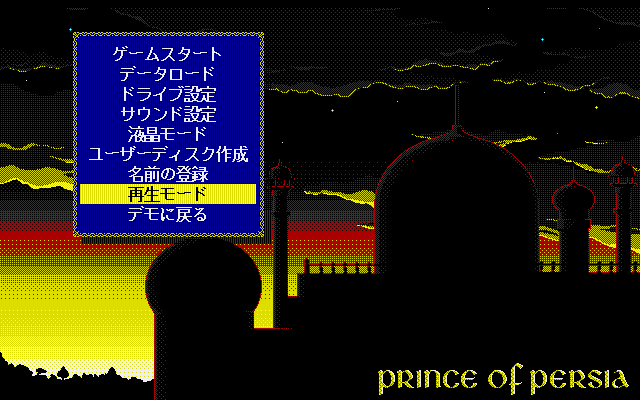 ゲームスタート
データロード
ドライブ設定
サウンド設定
液晶モード
ユーザーディスク作成
名前の登録
再生モード
デモに戻る
PRINCE OF PERSIA